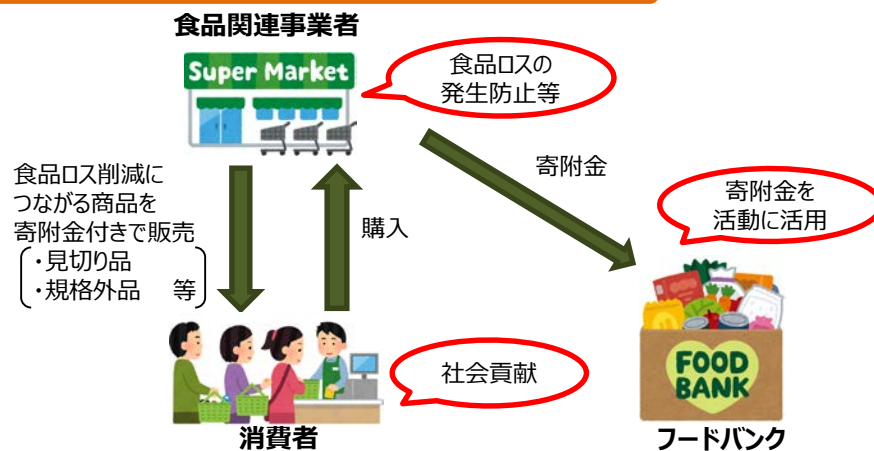 食品関連事業者
Super Market
食品ロスの
発生防止等
食品ロス削減に
つながる商品を
寄附金付きで販売
・見切り品
・規格外品 等
購入
寄附金
寄附金を
活動に活用
社会貢献
FOOD
BANK
消費者
フードバンク